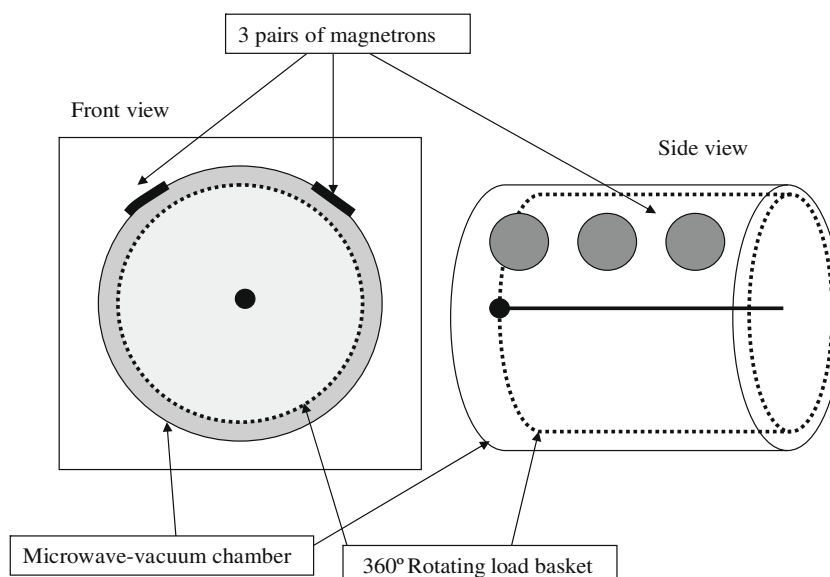 3 pairs of magnetrons
Front view
Side view
Microwave-vacuum chamber
360º Rotating load basket